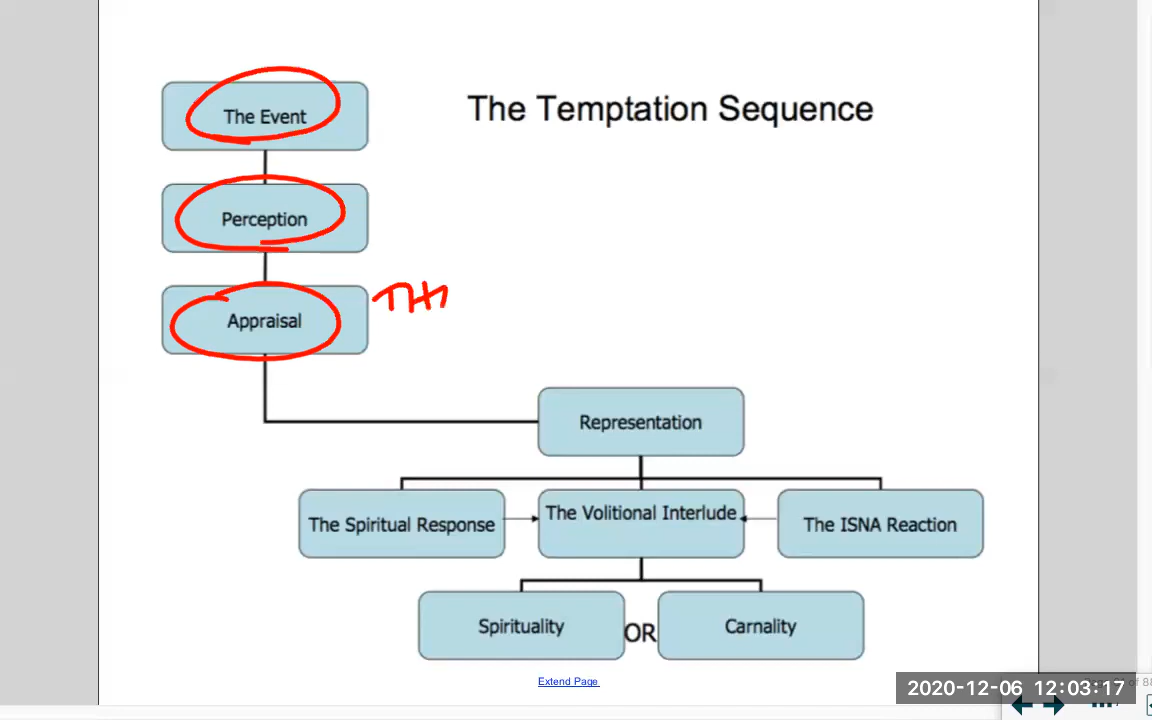 The Temptation Sequence
The Event
Perception
Appraisal
Representation
The Spiritual Response
The Volitional Interlude
The ISNA Reaction
Spirituality
OR
Carnality
Extend Page
2020-12-06 12:03:17